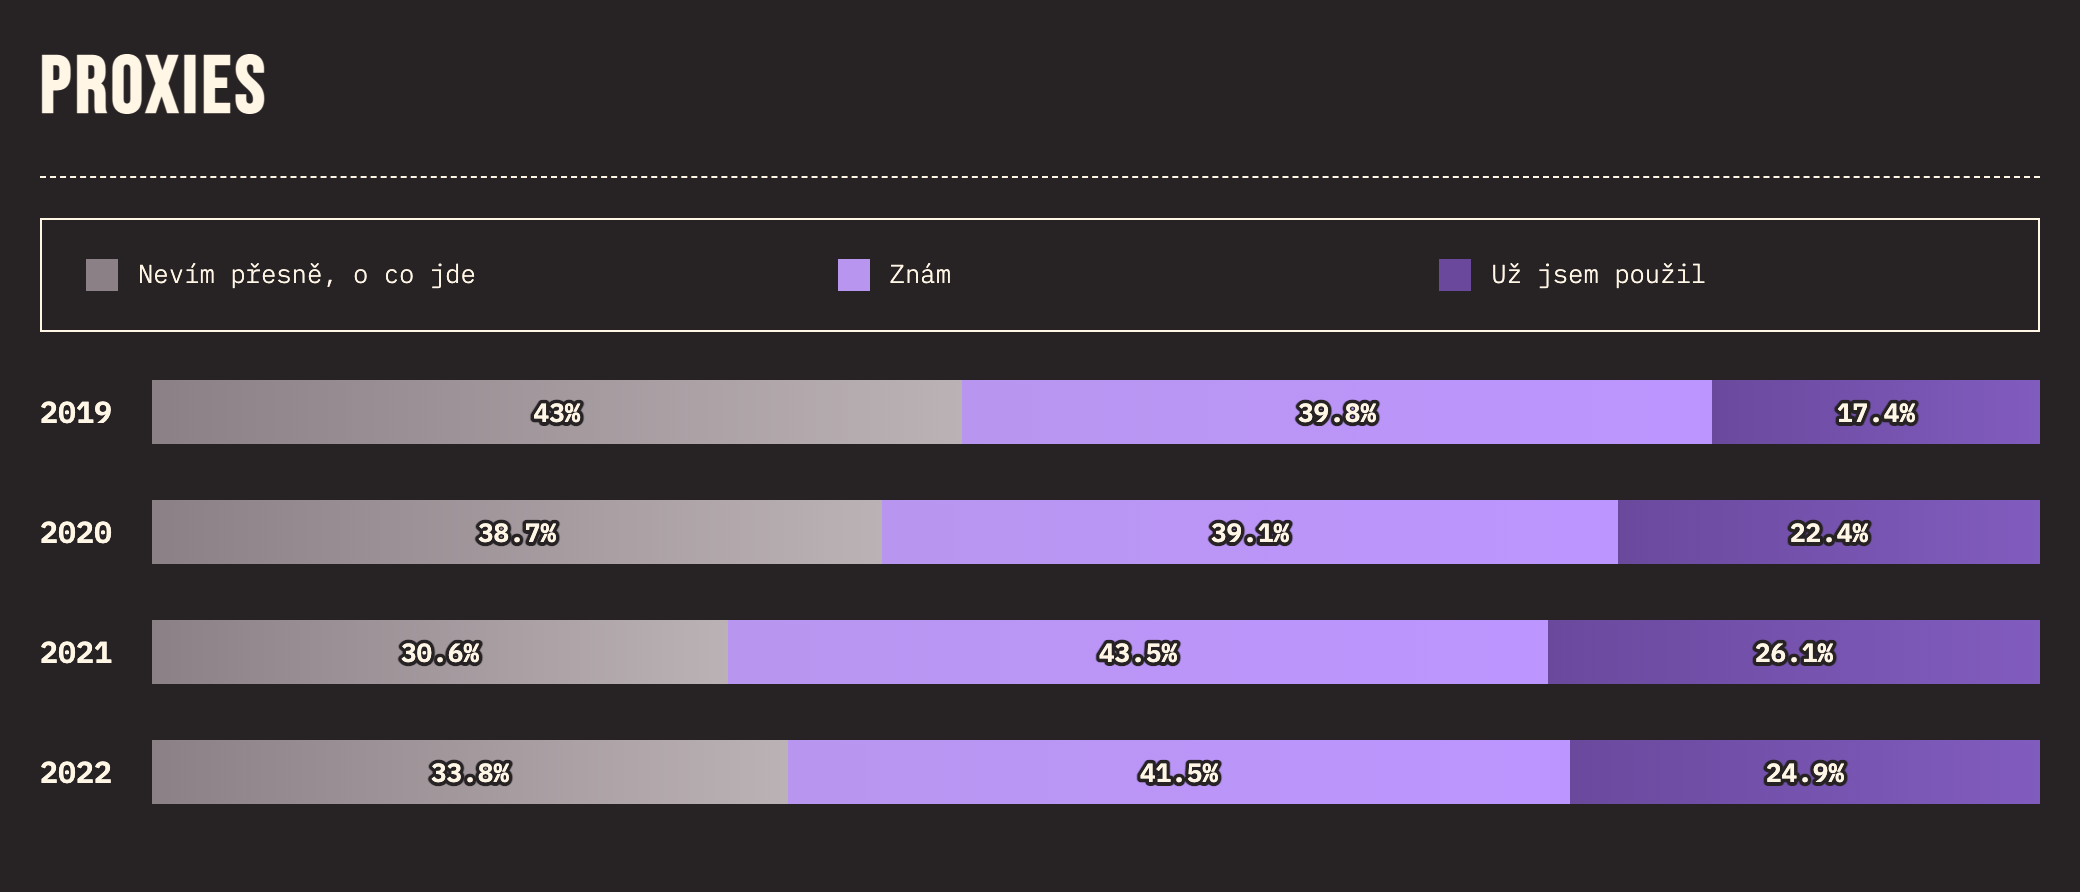 PROXIES
Nevím přesně, o co jde Znám Už jsem použil
2019 43% 39.8% 17.4%
2020 38.7% 39.1% 22.4%
2021 30.6% 43.5% 26.1%
2022 33.8% 41.5% 24.9%